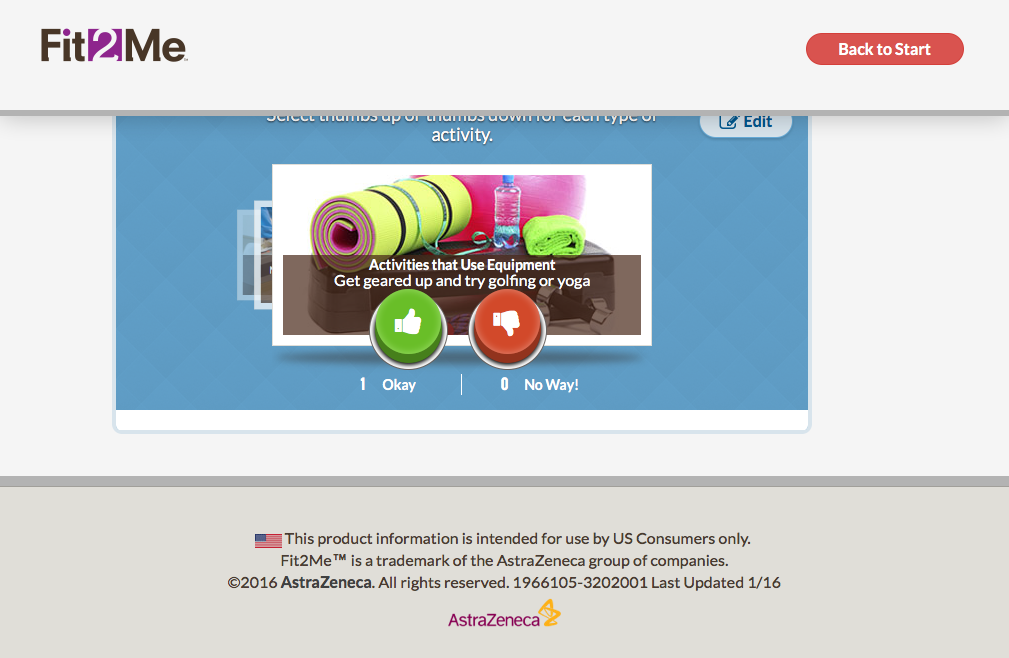 Fit2Me™
Back to Start
Select thumbs up or thumbs down for each type of
activity.
Edit
Activities that Use Equipment
Get geared up and try golfing or yoga
1 Okay
0 No Way!
This product information is intended for use by US Consumers only.
Fit2Me™ is a trademark of the AstraZeneca group of companies.
©2016 AstraZeneca. All rights reserved. 1966105-3202001 Last Updated 1/16
AstraZeneca